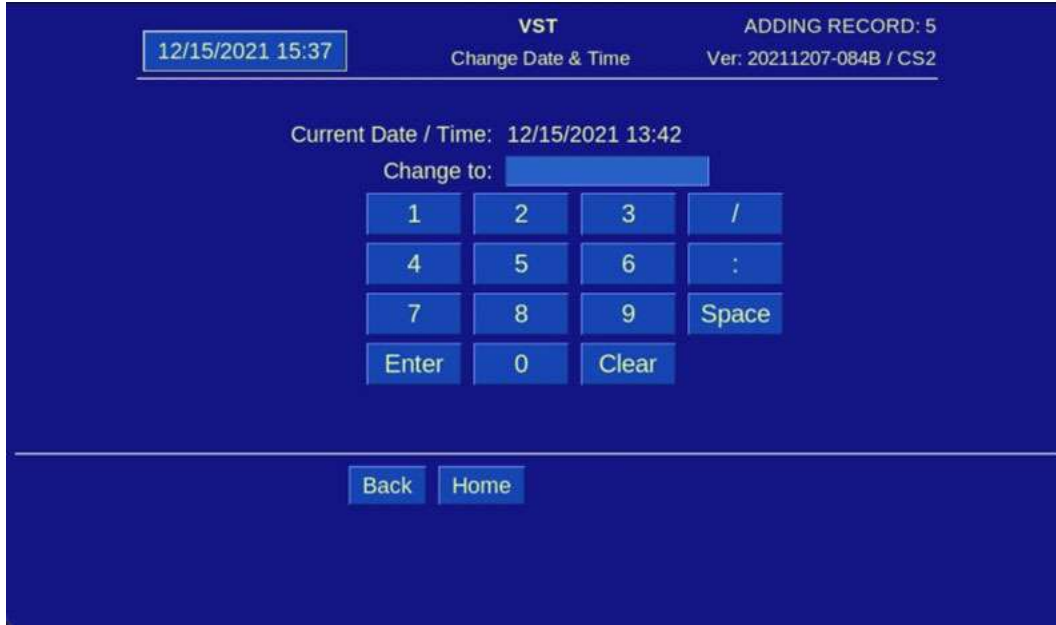 12/15/2021 15:37
VST
Change Date & Time
ADDING RECORD: 5
Ver: 20211207-084B / CS2
Current Date / Time: 12/15/2021 13:42
Change to:
1 2 3 /
4 5 6 :
7 8 9 Space
Enter 0 Clear
Back Home